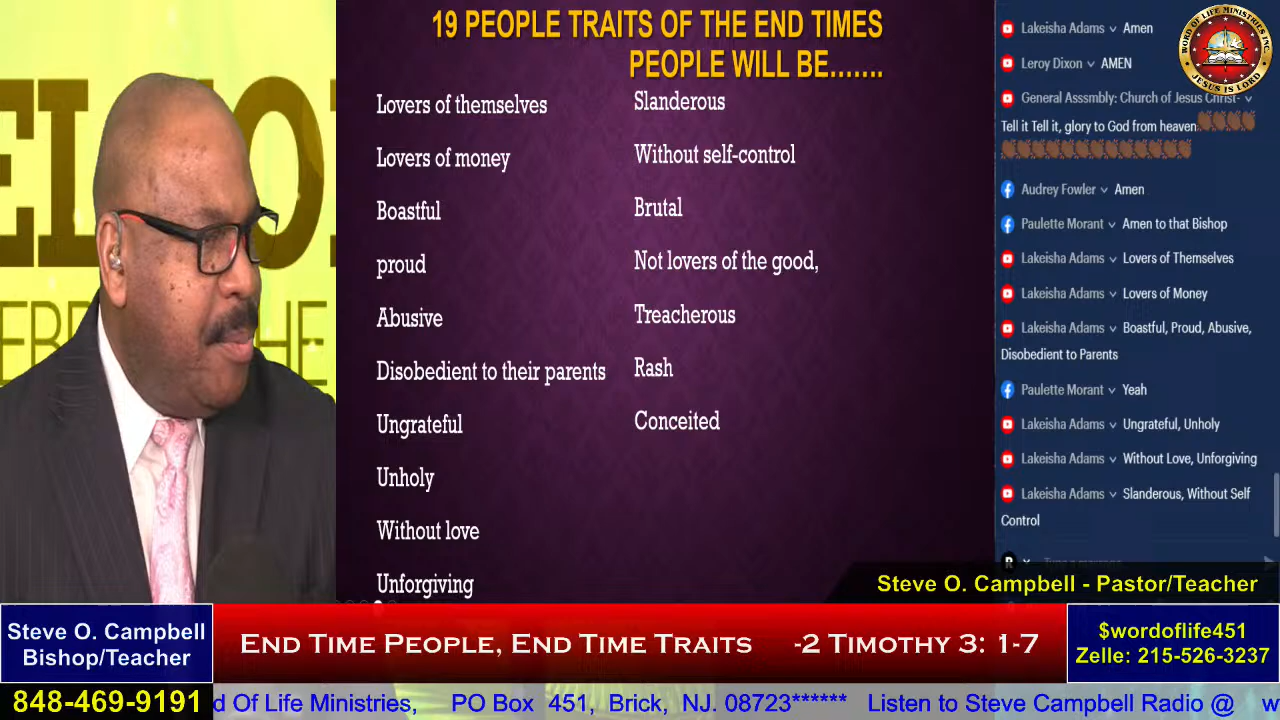 19 PEOPLE TRAITS OF THE END TIMES
PEOPLE WILL BE…….
Lovers of themselves
Lovers of money
Boastful
proud
Abusive
Disobedient to their parents
Ungrateful
Unholy
Without love
Unforgiving
Slanderous
Without self-control
Brutal
Not lovers of the good,
Treacherous
Rash
Conceited
Lakeisha Adams Amen
Leroy Dixon AMEN
General Asssmbly: Church of Jesus Christ-
Tell it Tell it, glory to God from heaven
Audrey Fowler Amen
Paulette Morant Amen to that Bishop
Lakeisha Adams Lovers of Themselves
Lakeisha Adams Lovers of Money
Lakeisha Adams Boastful, Proud, Abusive,
Disobedient to Parents
Paulette Morant Yeah
Lakeisha Adams Ungrateful, Unholy
Lakeisha Adams Without Love, Unforgiving
Lakeisha Adams Slanderous, Without Self
Control
R
WORD OF LIFE MINISTRIES INC.
JESUS IS LORD
Steve O. Campbell - Pastor/Teacher
Steve O. Campbell
Bishop/Teacher
End Time People, End Time Traits -2 Timothy 3: 1-7
$wordoflife451
Zelle: 215-526-3237
848-469-9191
d Of Life Ministries, PO Box 451, Brick, NJ. 08723****** Listen to Steve Campbell Radio @ w